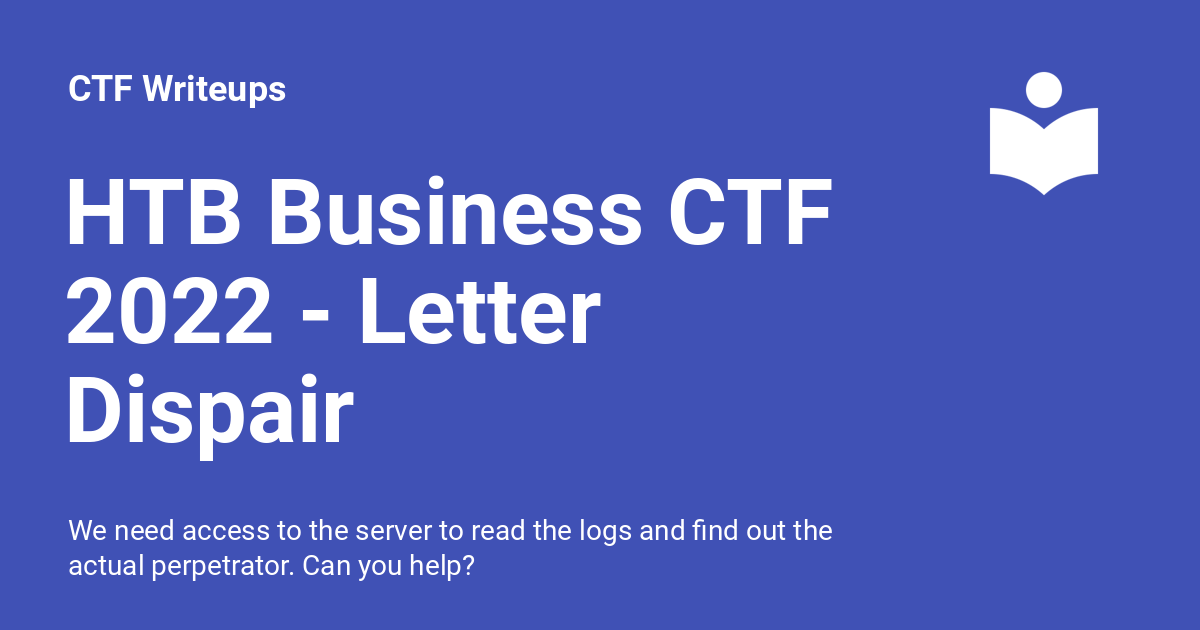 CTF Writeups
HTB Business CTF
2022 - Letter
Dispair
We need access to the server to read the logs and find out the
actual perpetrator. Can you help?